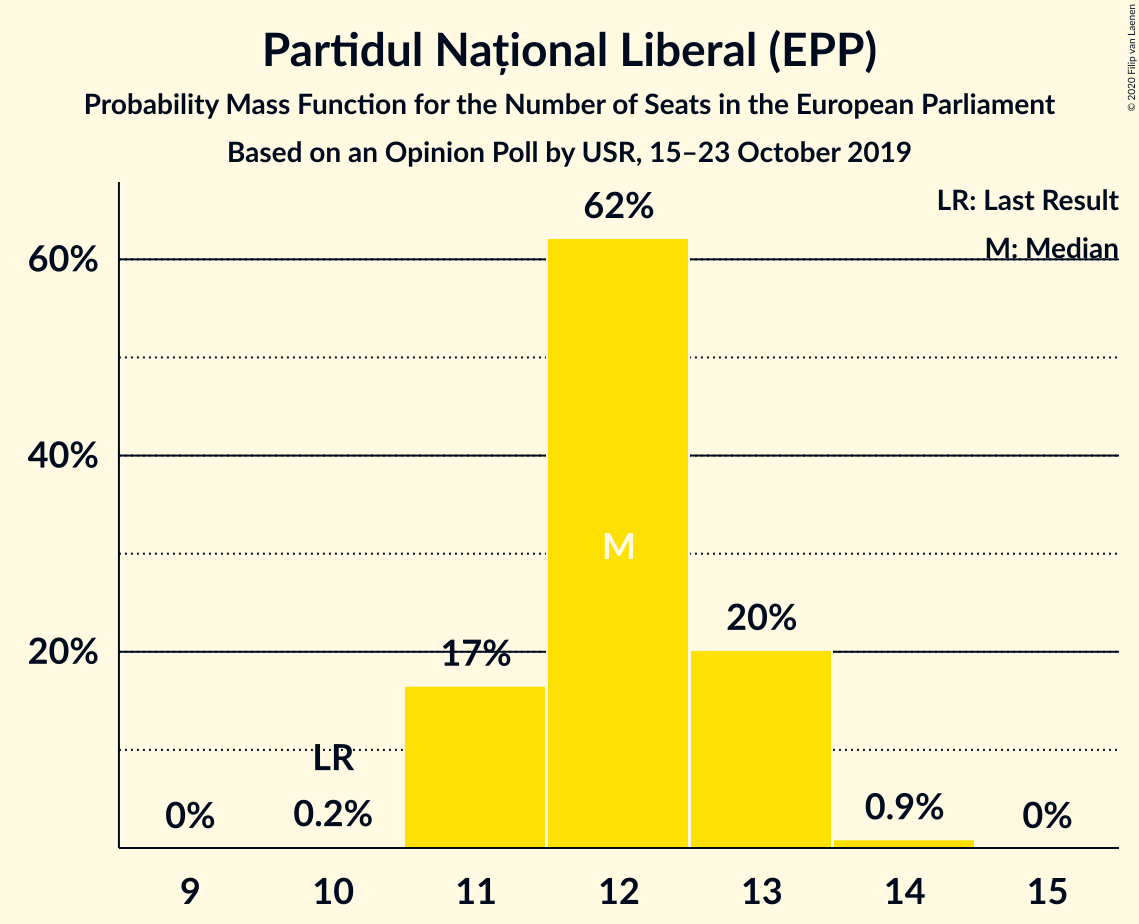 Partidul Național Liberal (EPP)
Probability Mass Function for the Number of Seats in the European Parliament
Based on an Opinion Poll by USR, 15–23 October 2019
© 2020 Filip van Laenen
LR: Last Result
M: Median
60%
40%
20%
0%
LR
0.2%
17%
62%
M
20%
0.9%
0%
9 10 11 12 13 14 15